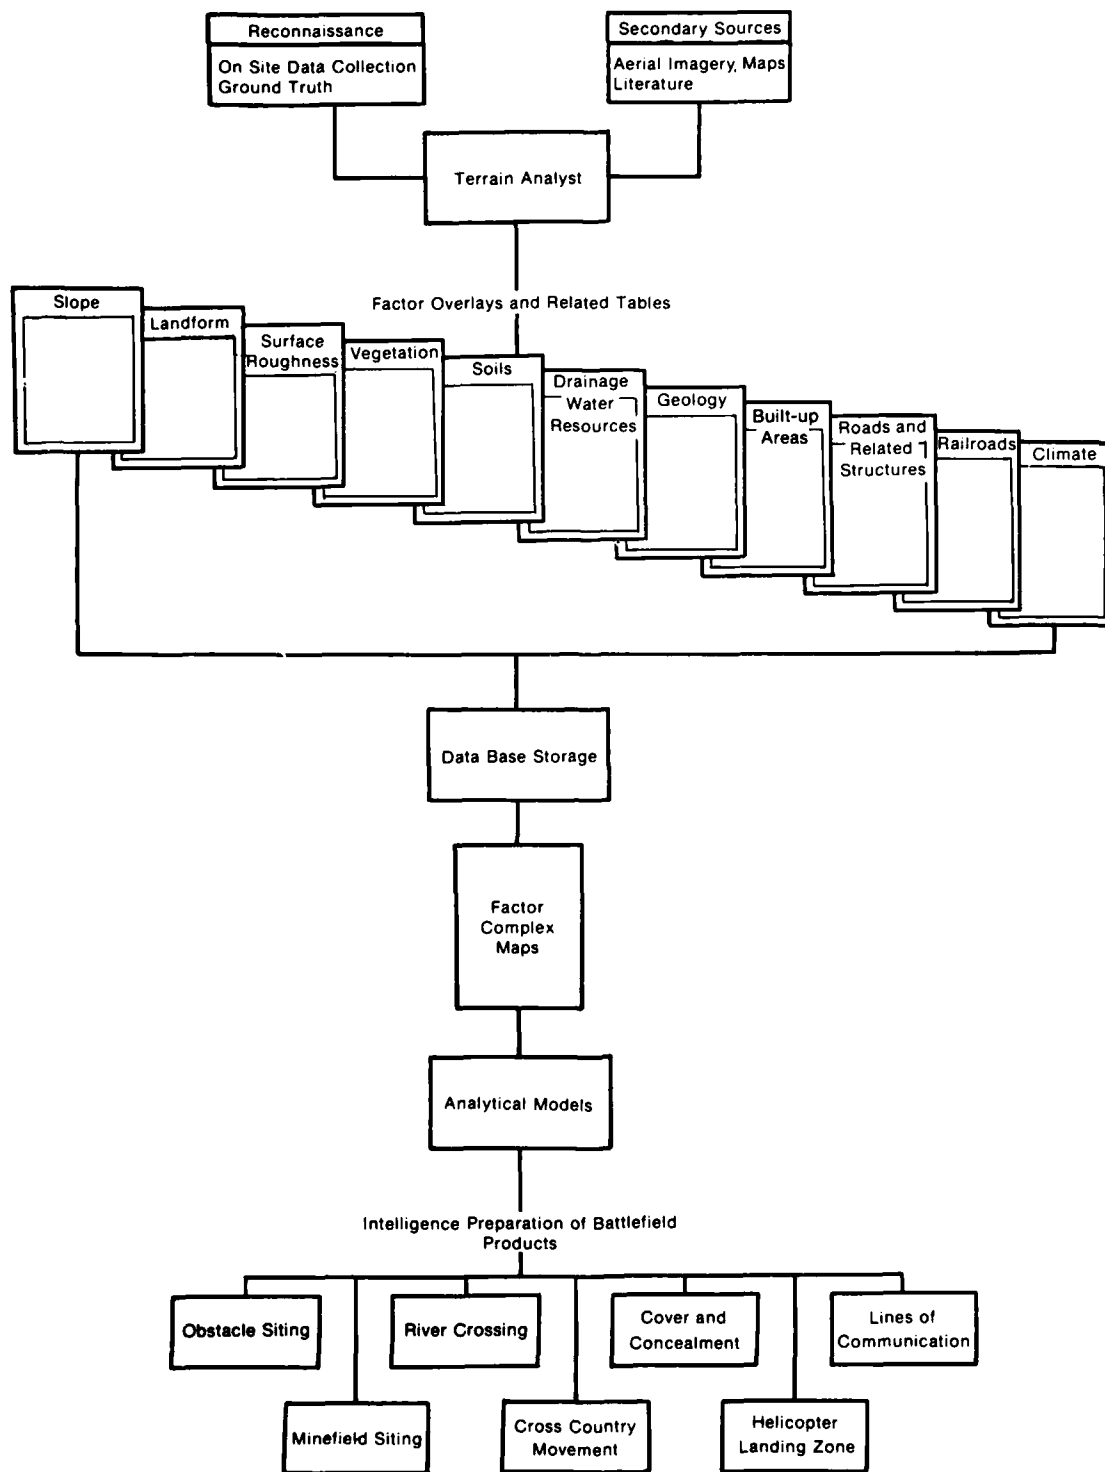 Reconnaissance
On Site Data Collection
Ground Truth
Secondary Sources
Aerial Imagery, Maps
Literature
Terrain Analyst
Factor Overlays and Related Tables
Slope
Landform
Surface
Roughness
Vegetation
Soils
Drainage
Water
Resources
Geology
Built-up
Areas
Roads and
Related
Structures
Railroads
Climate
Data Base Storage
Factor
Complex
Maps
Analytical Models
Intelligence Preparation of Battlefield
Products
Obstacle Siting
River Crossing
Cover and
Concealment
Lines of
Communication
Minefield Siting
Cross Country
Movement
Helicopter
Landing Zone